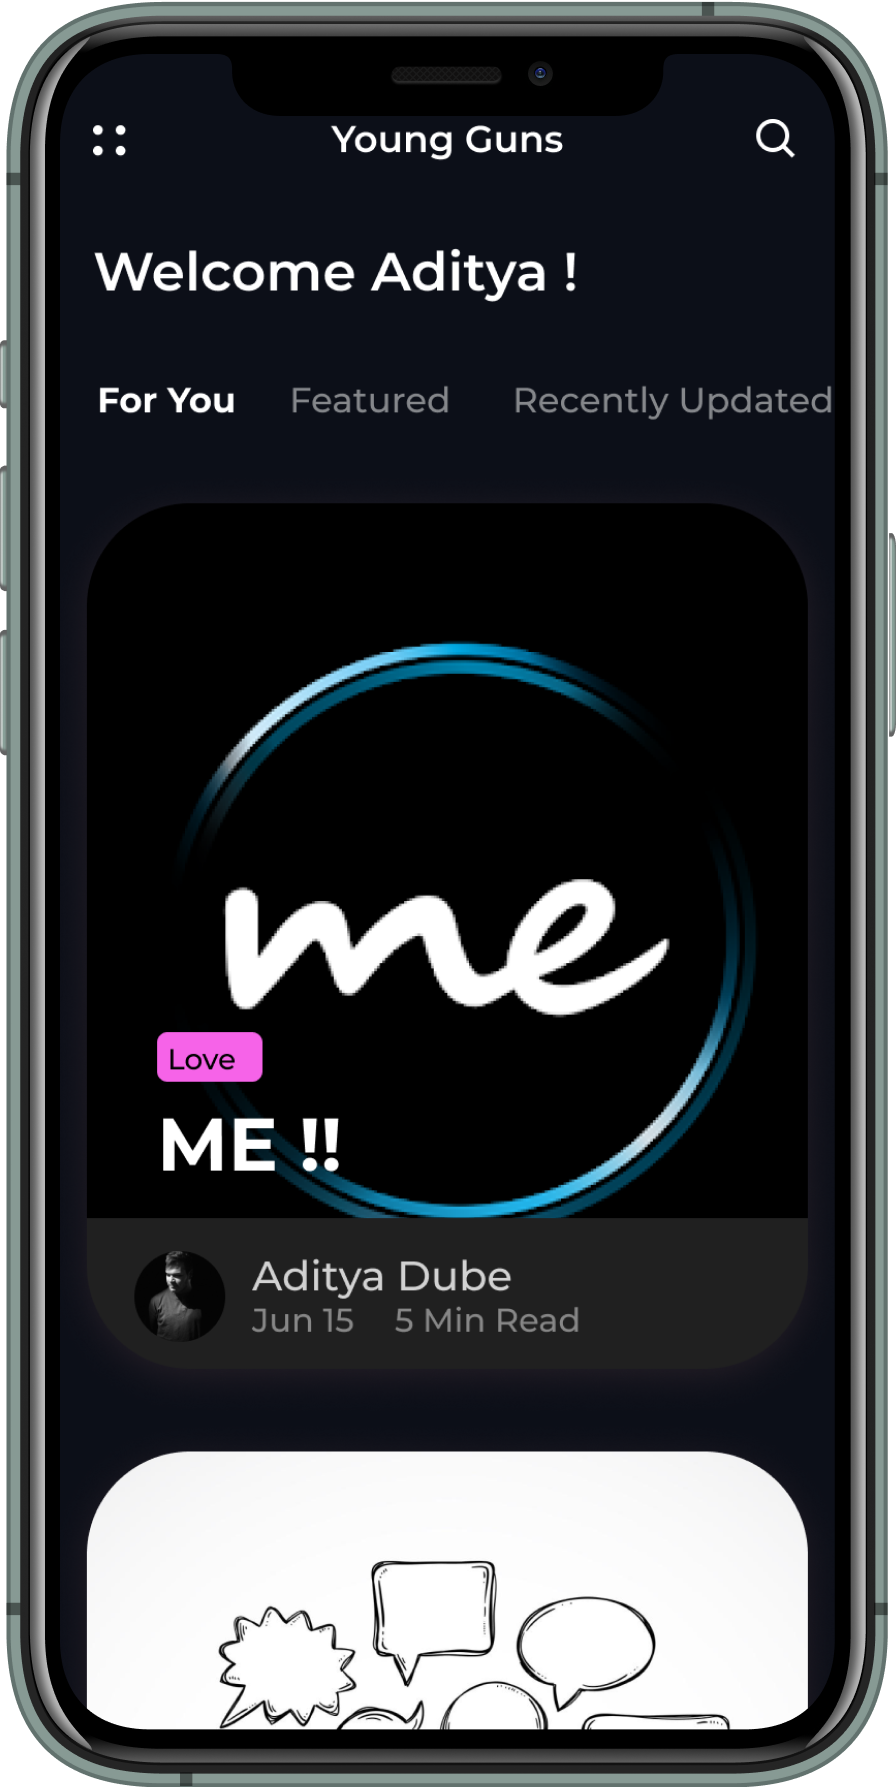 Young Guns
Welcome Aditya !
For You Featured Recently Updated
me
Love
ME !!
Aditya Dube
Jun 15 5 Min Read